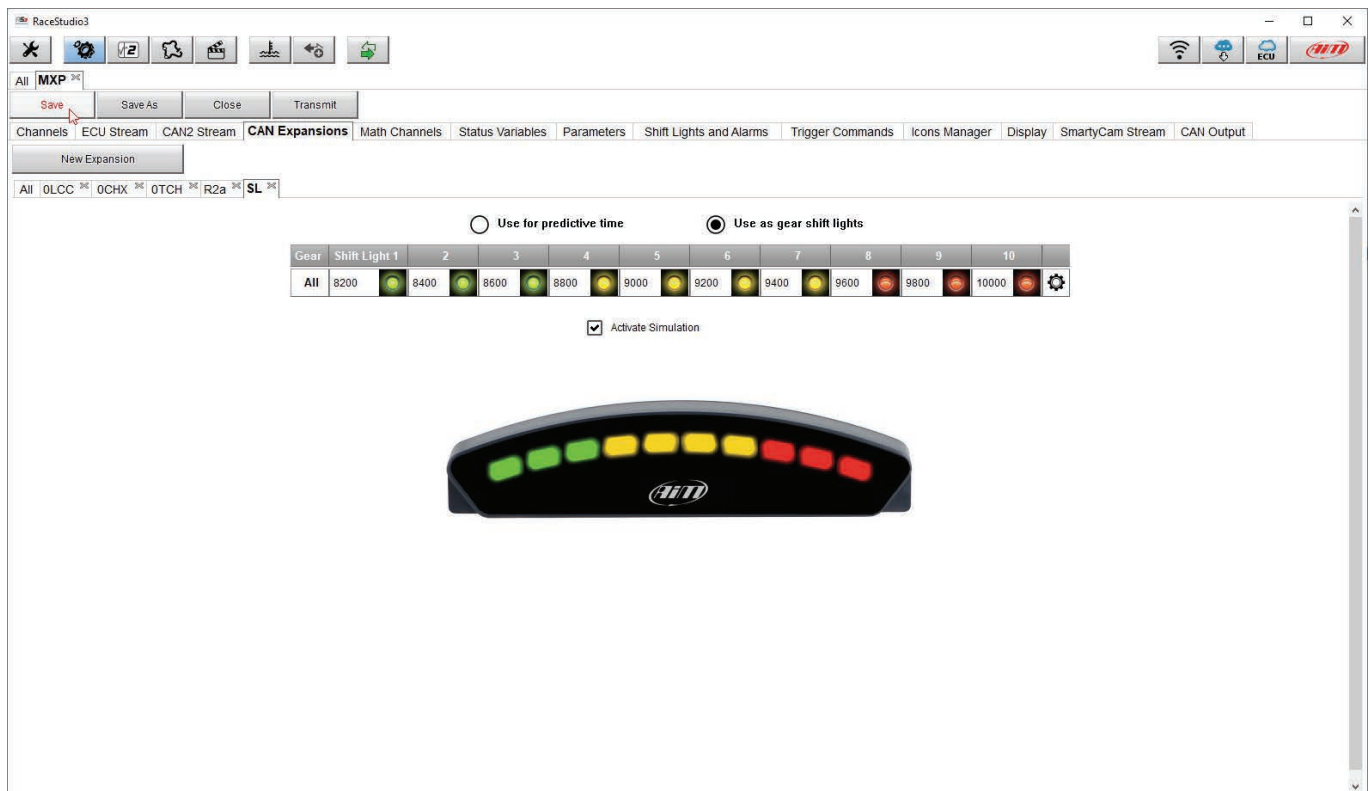 RaceStudio3
ECU
AiM
All MXP
Save Save As Close Transmit
Channels ECU Stream CAN2 Stream CAN Expansions Math Channels Status Variables Parameters Shift Lights and Alarms Trigger Commands Icons Manager Display SmartyCam Stream CAN Output
New Expansion
All 0LCC 0CHX 0TCH R2a SL
Use for predictive time Use as gear shift lights
Gear Shift Light 1 2 3 4 5 6 7 8 9 10
All 8200 8400 8600 8800 9000 9200 9400 9600 9800 10000
Activate Simulation
AiM